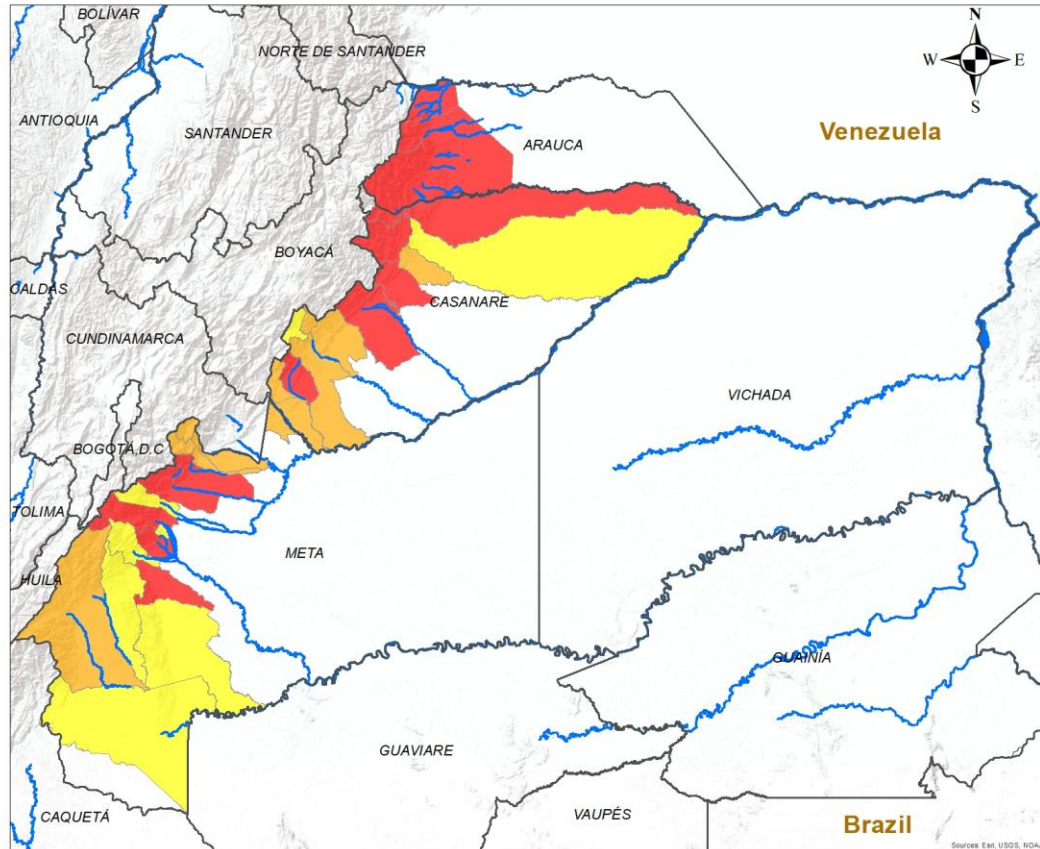 BOLÍVAR
N
NORTE DE SANTANDER
W
E
S
ANTIOQUIA
SANTANDER
ARAUCA
Venezuela
BOYACÁ
CALDAS
CASANARE
CUNDINAMARCA
VICHADA
BOGOTÁ, D.C
TOLIMA
META
HUILA
GUAINÍA
GUAVIARE
CAQUETÁ
VAUPÉS
Brazil
Sources: Esri, USGS, NOAA